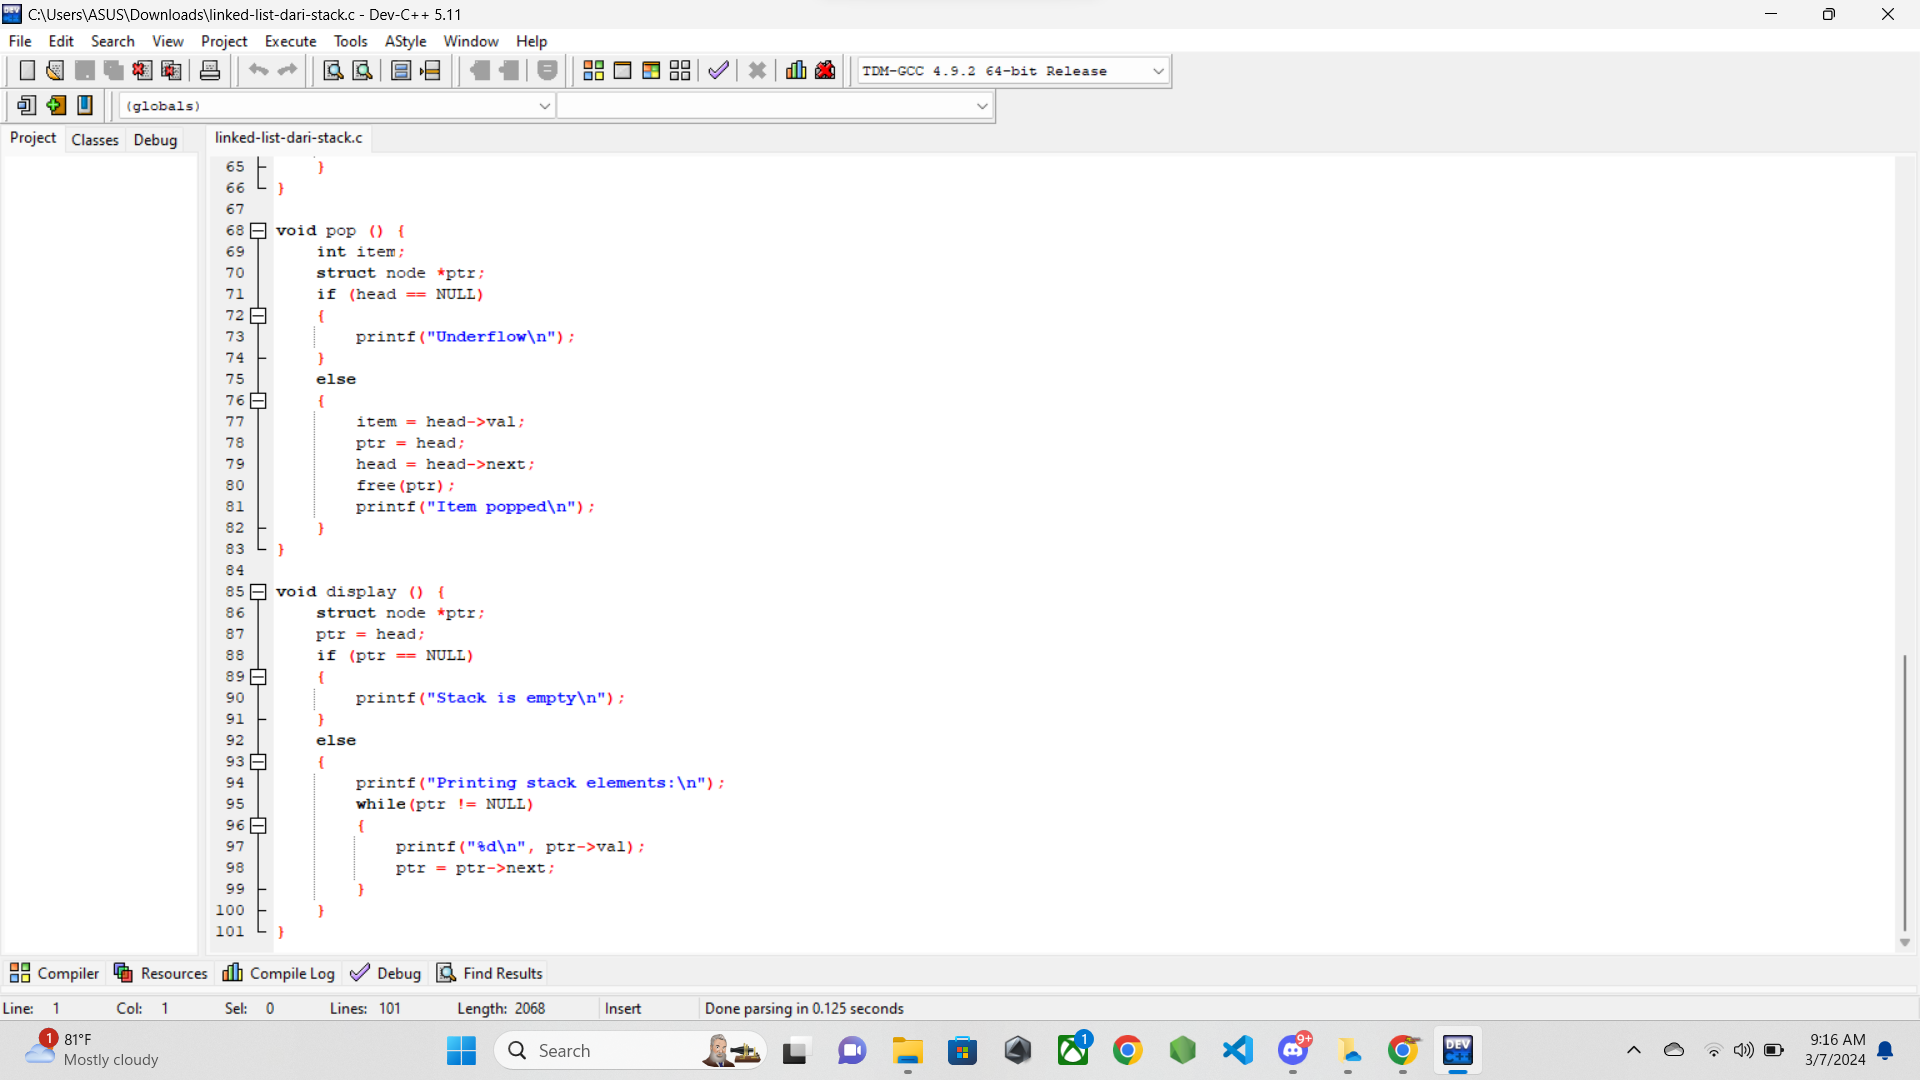 C:\Users\ASUS\Downloads\linked-list-dari-stack.c - Dev-C++ 5.11
File Edit Search View Project Execute Tools AStyle Window Help
TDM-GCC 4.9.2 64-bit Release
(globals)
Project Classes Debug linked-list-dari-stack.c
65 }
66 }
67
68 void pop () {
69 int item;
70 struct node *ptr;
71 if (head == NULL)
72 {
73 printf("Underflow\n");
74 }
75 else
76 {
77 item = head->val;
78 ptr = head;
79 head = head->next;
80 free(ptr);
81 printf("Item popped\n");
82 }
83 }
84
85 void display () {
86 struct node *ptr;
87 ptr = head;
88 if (ptr == NULL)
89 {
90 printf("Stack is empty\n");
91 }
92 else
93 {
94 printf("Printing stack elements:\n");
95 while(ptr != NULL)
96 {
97 printf("%d\n", ptr->val);
98 ptr = ptr->next;
99 }
100 }
101 }
Compiler Resources Compile Log Debug Find Results
Line: 1 Col: 1 Sel: 0 Lines: 101 Length: 2068 Insert Done parsing in 0.125 seconds
1 81°F
Mostly cloudy
Search
1
9+
DEV C++
9:16 AM
3/7/2024